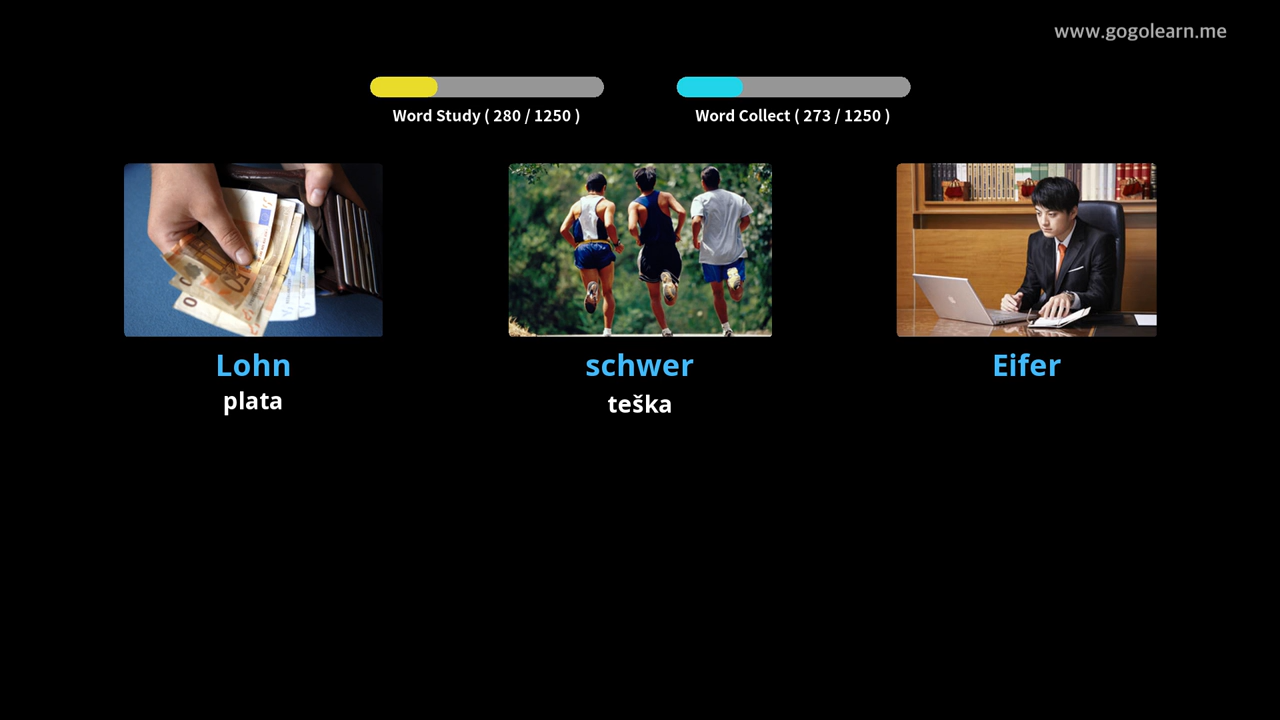 www.gogolearn.me
Word Study ( 280 / 1250 )
Word Collect ( 273 / 1250 )
Lohn
plata
schwer
teška
Eifer